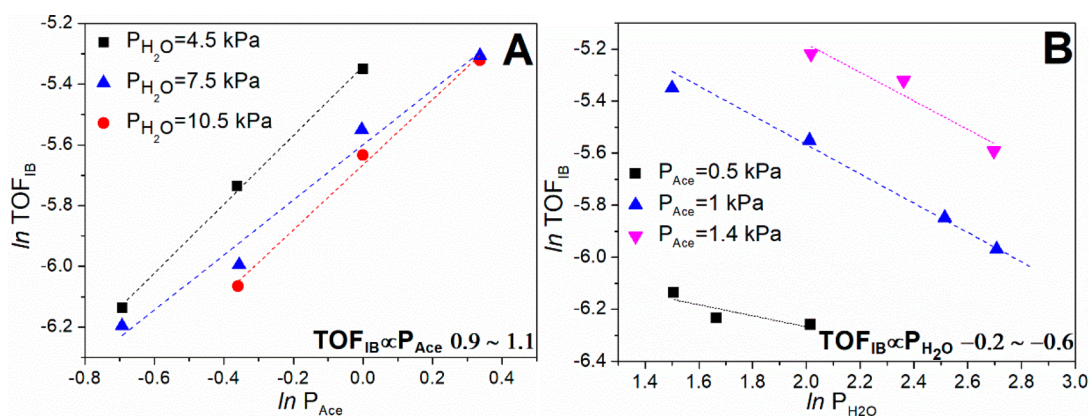 A
P_H₂O=4.5 kPa
P_H₂O=7.5 kPa
P_H₂O=10.5 kPa
ln TOF_IB
-5.2
-5.4
-5.6
-5.8
-6.0
-6.2
TOF_IB∝P_Ace 0.9 ~ 1.1
-0.8 -0.6 -0.4 -0.2 0.0 0.2 0.4
ln P_Ace
B
ln TOF_IB
-5.2
-5.4
-5.6
-5.8
-6.0
-6.2
-6.4
P_Ace=0.5 kPa
P_Ace=1 kPa
P_Ace=1.4 kPa
TOF_IB∝P_H₂O −0.2 ~ −0.6
1.4 1.6 1.8 2.0 2.2 2.4 2.6 2.8 3.0
ln P_H2O